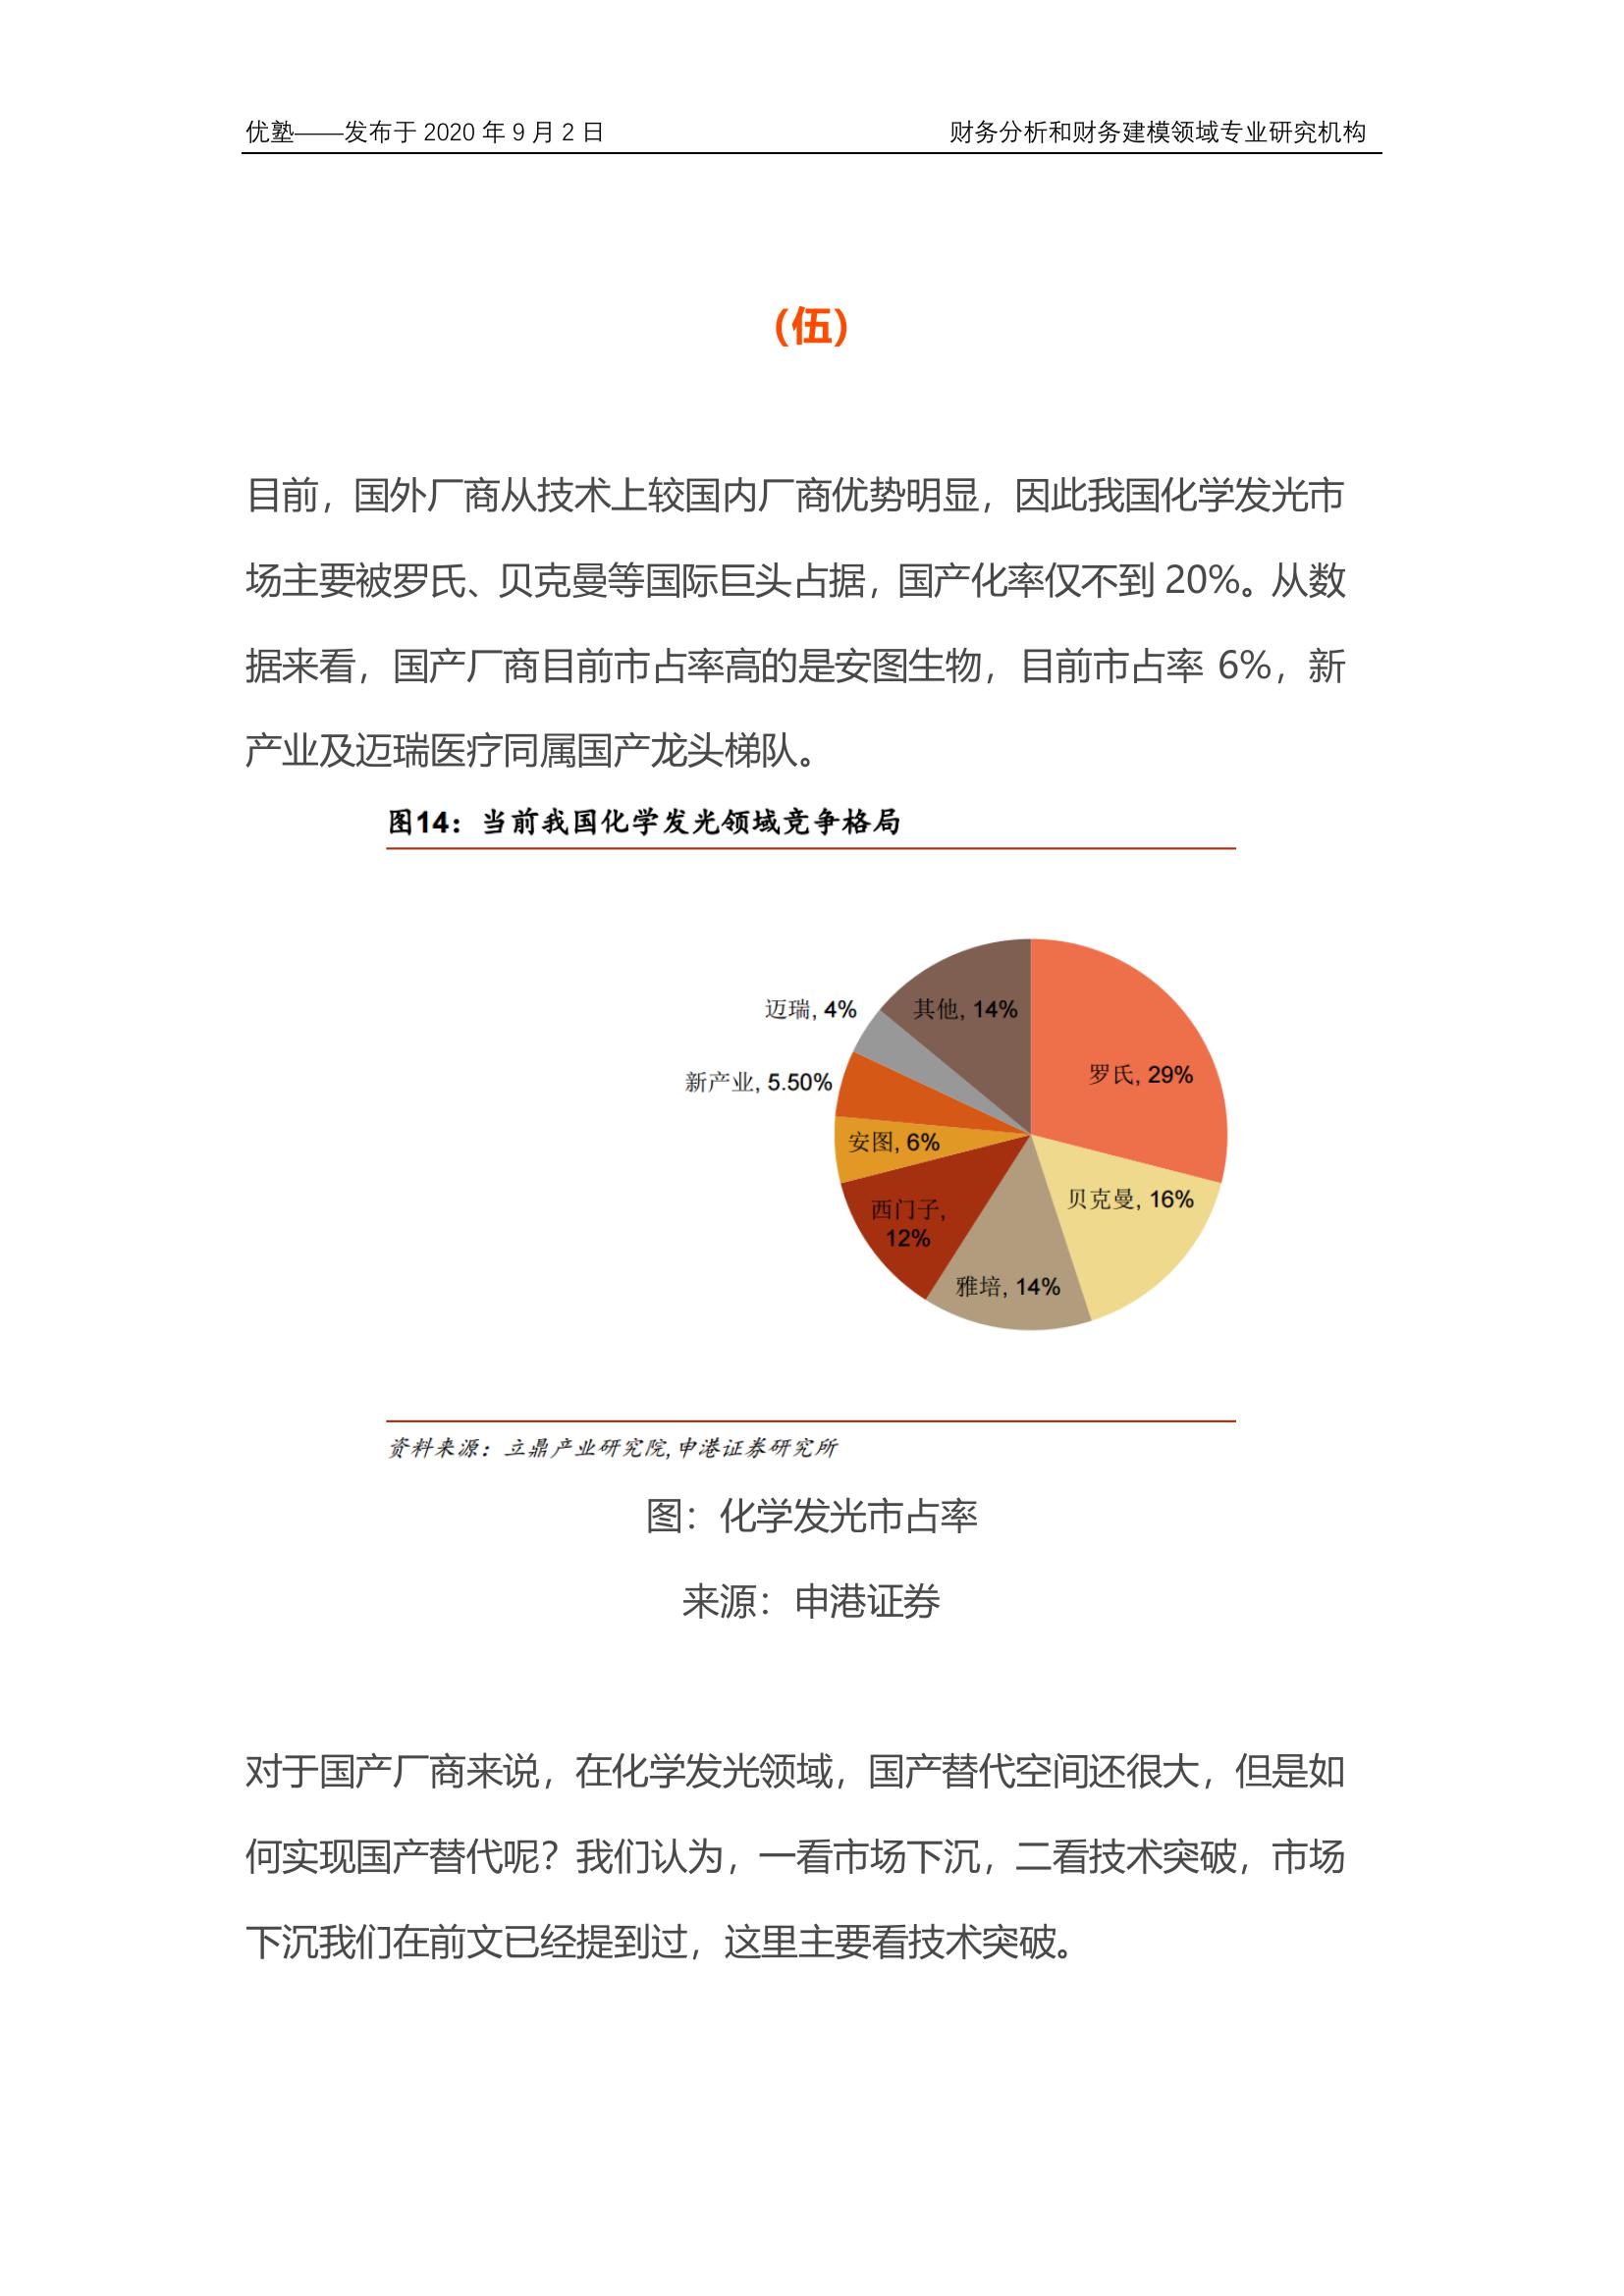 优塾——发布于 2020 年 9 月 2 日
财务分析和财务建模领域专业研究机构
(伍)
目前，国外厂商从技术上较国内厂商优势明显，因此我国化学发光市
场主要被罗氏、贝克曼等国际巨头占据，国产化率仅不到 20%。从数
据来看，国产厂商目前市占率高的是安图生物，目前市占率 6%，新
产业及迈瑞医疗同属国产龙头梯队。
图14：当前我国化学发光领域竞争格局
迈瑞, 4%
其他, 14%
罗氏, 29%
新产业, 5.50%
安图, 6%
贝克曼, 16%
西门子,
12%
雅培, 14%
资料来源：立鼎产业研究院,申港证券研究所
图：化学发光市占率
来源：申港证券
对于国产厂商来说，在化学发光领域，国产替代空间还很大，但是如
何实现国产替代呢？我们认为，一看市场下沉，二看技术突破，市场
下沉我们在前文已经提到过，这里主要看技术突破。